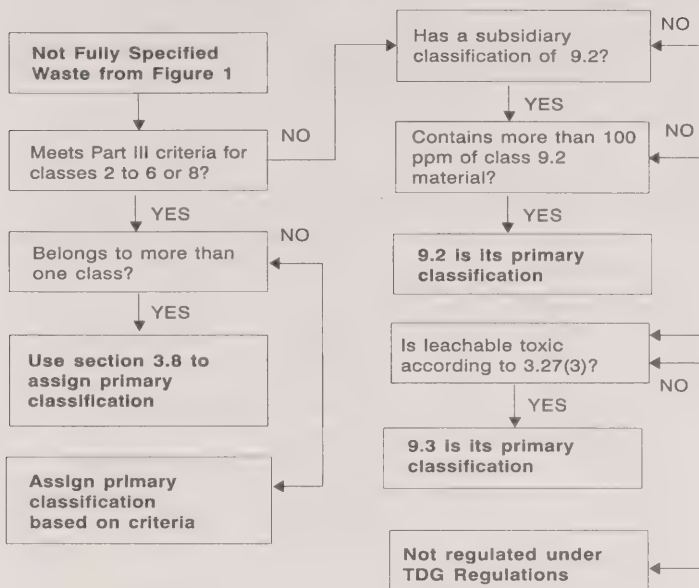 Not Fully Specified
Waste from Figure 1
NO
Meets Part III criteria for
classes 2 to 6 or 8?
YES
NO
Belongs to more than
one class?
YES
Use section 3.8 to
assign primary
classification
Assign primary
classification
based on criteria
Has a subsidiary
classification of 9.2?
NO
YES
Contains more than 100
ppm of class 9.2
material?
NO
YES
9.2 is its primary
classification
Is leachable toxic
according to 3.27(3)?
NO
YES
9.3 is its primary
classification
Not regulated under
TDG Regulations